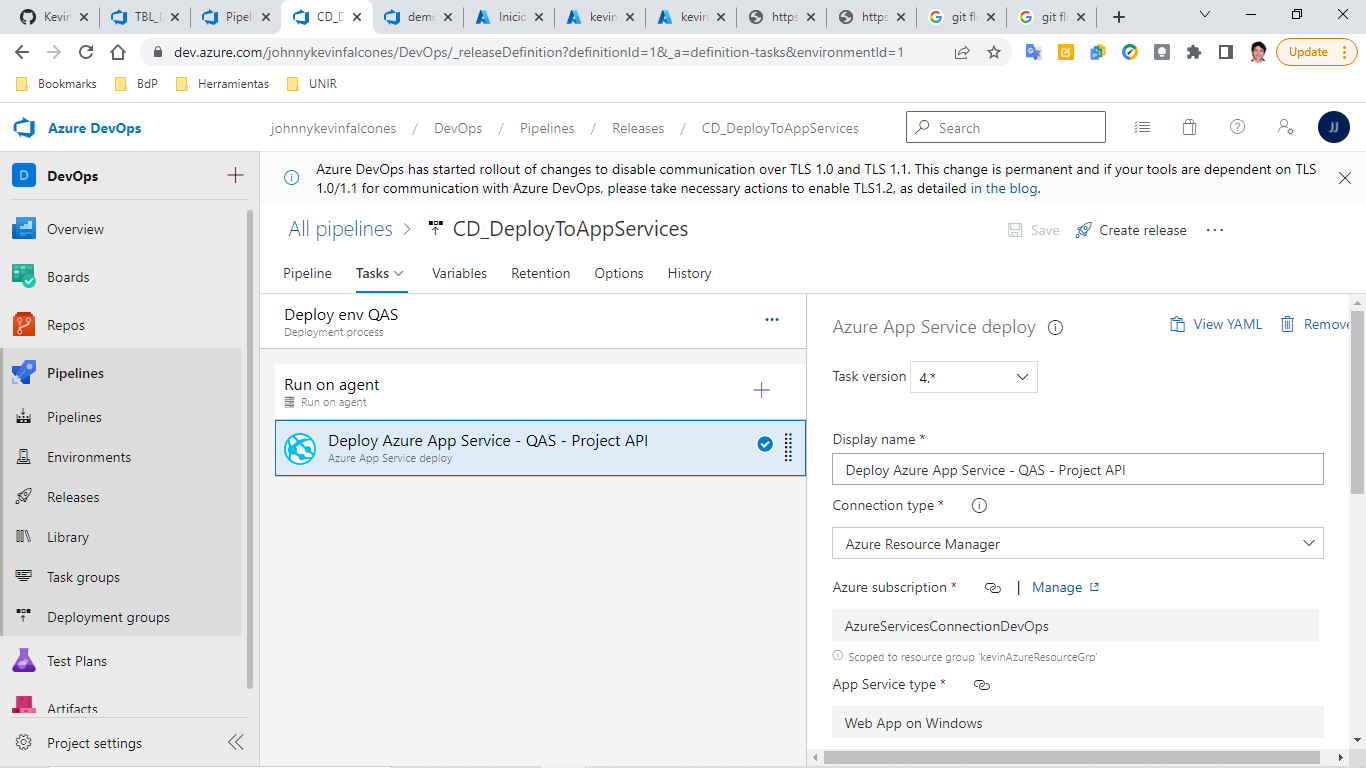 Kevin
TBL_D
Pipel
CD_D
demo
Inicio
kevin
kevin
https
https
git flo
git flo
dev.azure.com/johnnykevinfalcones/DevOps/_releaseDefinition?definitionId=1&_a=definition-tasks&environmentId=1
Update
Bookmarks
BdP
Herramientas
UNIR
Azure DevOps
johnnykevinfalcones / DevOps / Pipelines / Releases / CD_DeployToAppServices
Search
JJ
D
DevOps
Azure DevOps has started rollout of changes to disable communication over TLS 1.0 and TLS 1.1. This change is permanent and if your tools are dependent on TLS
1.0/1.1 for communication with Azure DevOps, please take necessary actions to enable TLS1.2, as detailed in the blog.
Overview
Boards
Repos
Pipelines
Pipelines
Environments
Releases
Library
Task groups
Deployment groups
Test Plans
Artifacts
Project settings
All pipelines > CD_DeployToAppServices
Save
Create release
Pipeline
Tasks
Variables
Retention
Options
History
Deploy env QAS
Deployment process
Run on agent
Run on agent
Deploy Azure App Service - QAS - Project API
Azure App Service deploy
Azure App Service deploy
View YAML
Remove
Task version
4.*
Display name *
Deploy Azure App Service - QAS - Project API
Connection type *
Azure Resource Manager
Azure subscription *
| Manage
AzureServicesConnectionDevOps
Scoped to resource group 'kevinAzureResourceGrp'
App Service type *
Web App on Windows